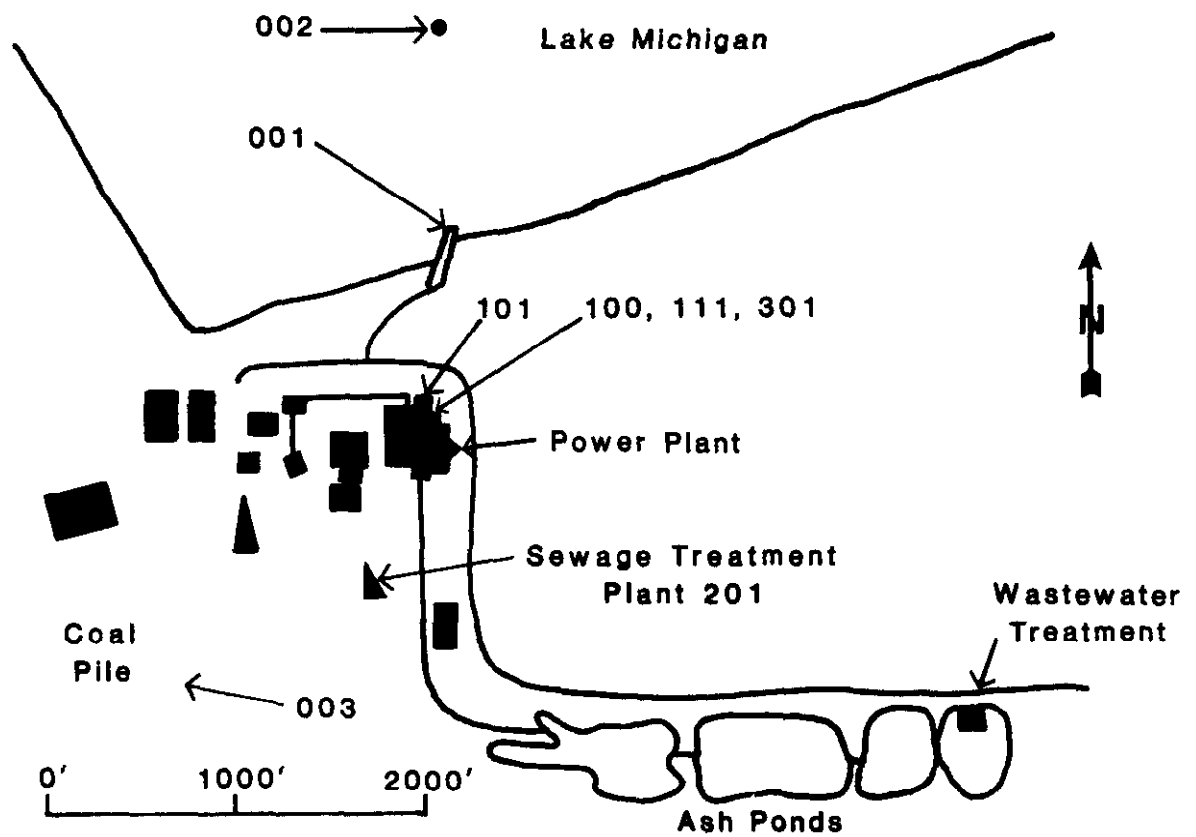 002
Lake Michigan
001
101
100, 111, 301
N
Power Plant
Sewage Treatment
Plant 201
Wastewater
Treatment
Coal
Pile
003
0' 1000' 2000'
Ash Ponds